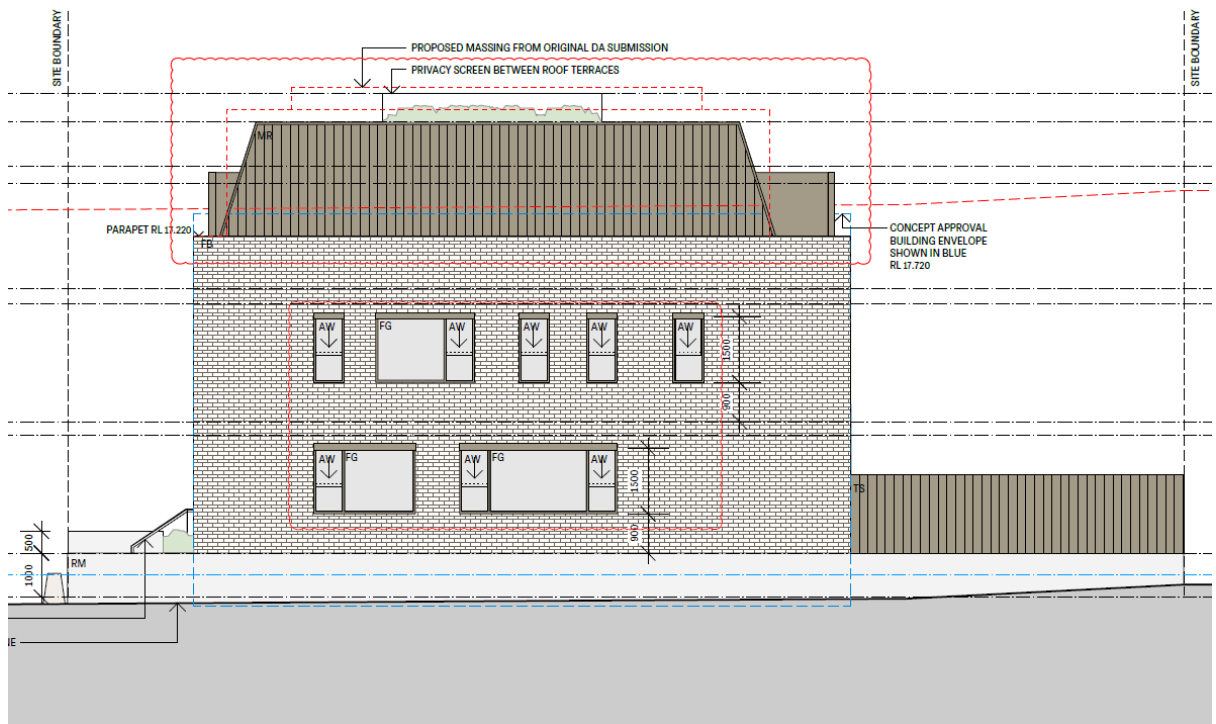 SITE BOUNDARY
SITE BOUNDARY
PROPOSED MASSING FROM ORIGINAL DA SUBMISSION
PRIVACY SCREEN BETWEEN ROOF TERRACES
MR
PARAPET RL 17.220
FB
CONCEPT APPROVAL
BUILDING ENVELOPE
SHOWN IN BLUE
RL 17.720
AW
FG
AW
AW
AW
AW
1500
900
AW
FG
AW
FG
AW
1500
900
TS
500
1000
RM
NE